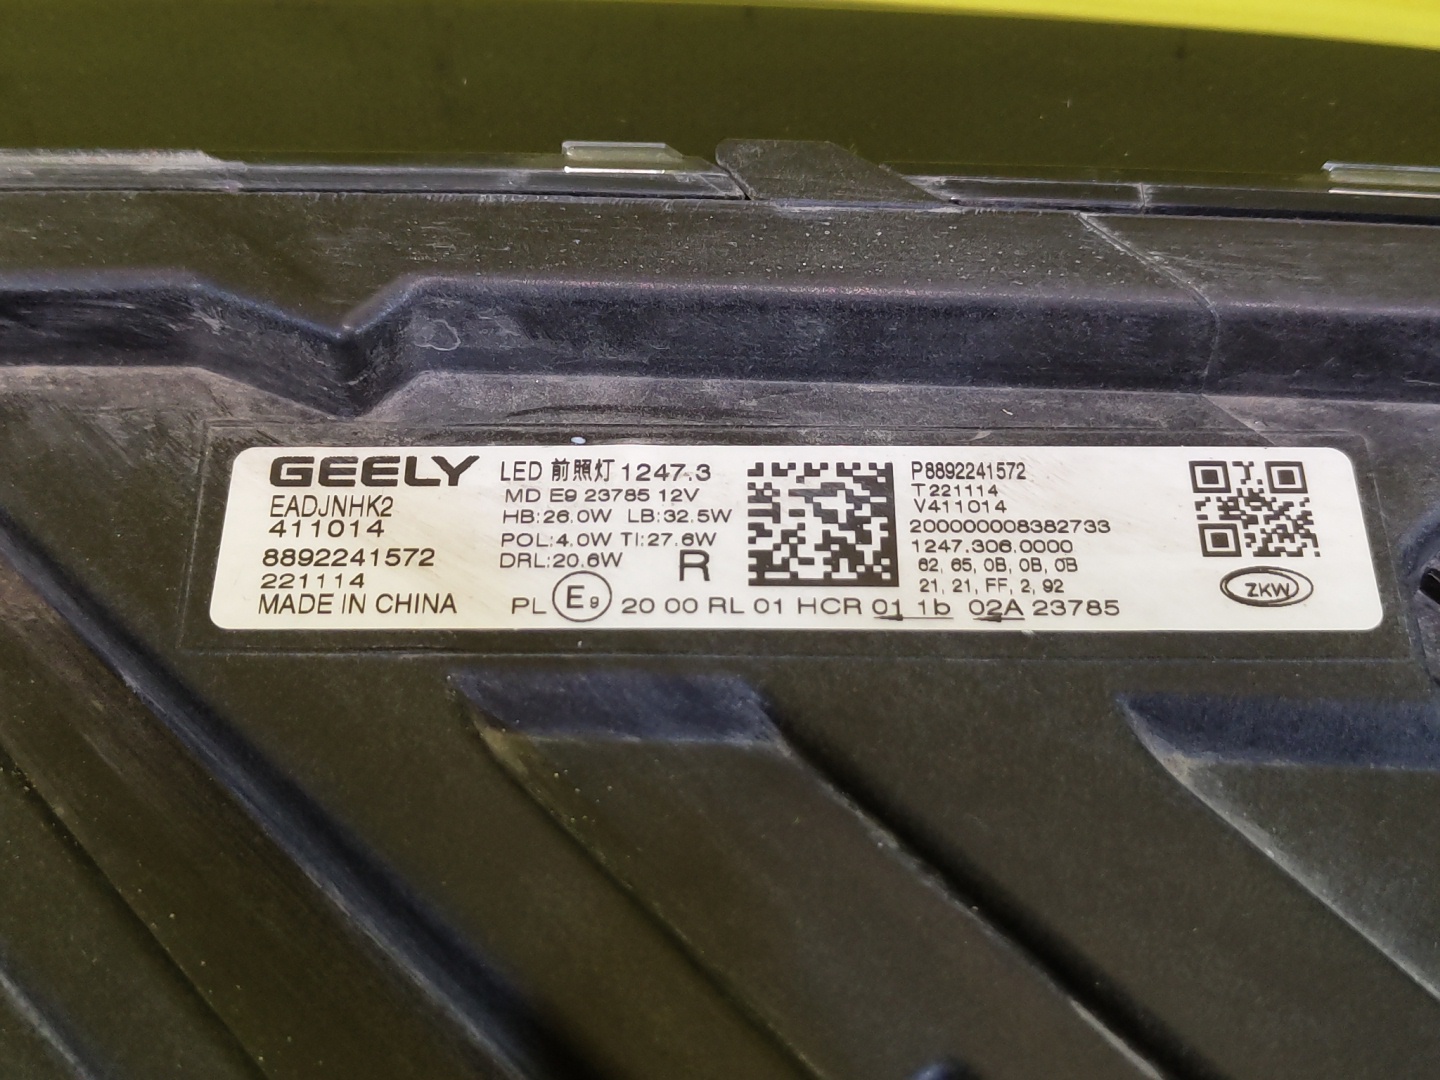 GEELY
EADJNHK2
411014
8892241572
221114
MADE IN CHINA
LED 前照灯 1247.3
MD E9 23785 12V
HB:26.0W LB:32.5W
POL:4.0W TI:27.6W
DRL:20.6W R
PL E9 20 00 RL 01 HCR 01 1b 02A 23785
P8892241572
T221114
V411014
200000008382733
1247.306.0000
62, 65, 0B, 0B, 0B
21, 21, FF, 2, 92
ZKW